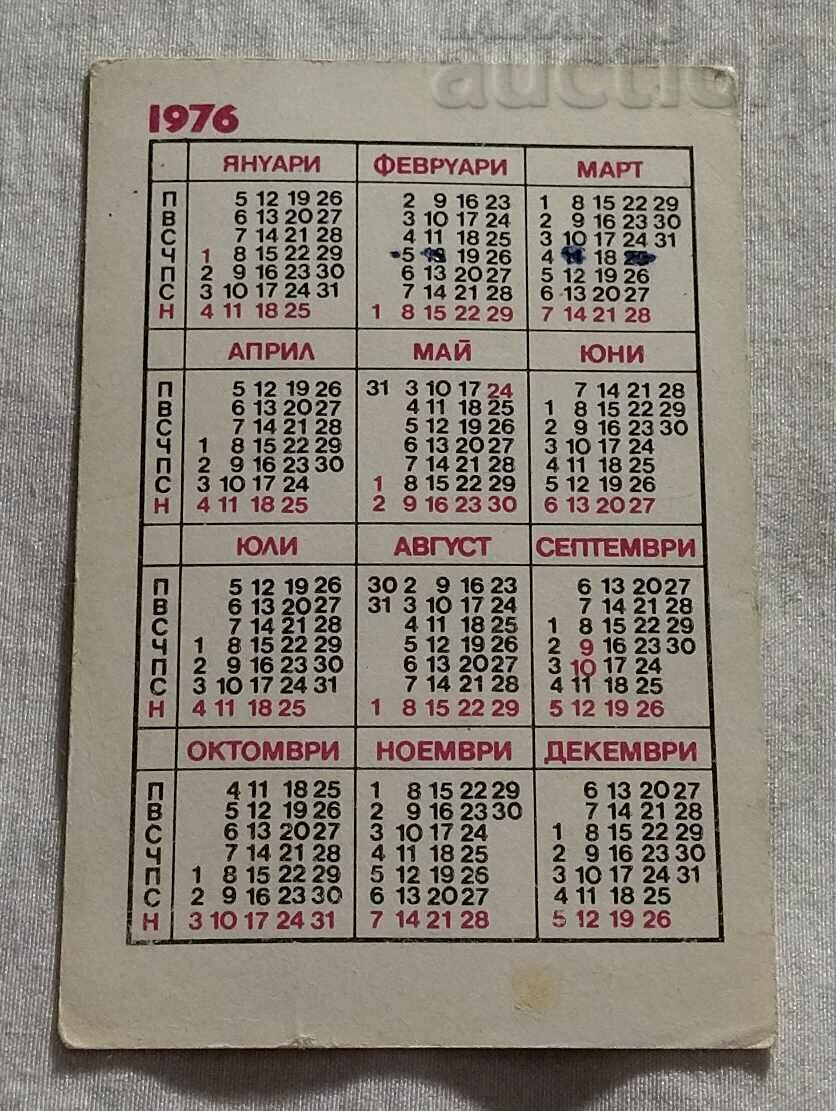 BALKAN
auction
1976
ЯНУАРИ ФЕВРУАРИ МАРТ
П 5 12 19 26 2 9 16 23 1 8 15 22 29
В 6 13 20 27 3 10 17 24 2 9 16 23 30
С 7 14 21 28 4 11 18 25 3 10 17 24 31
Ч 1 8 15 22 29 5 19 26 4 18
П 2 9 16 23 30 6 13 20 27 5 12 19 26
С 3 10 17 24 31 7 14 21 28 6 13 20 27
Н 4 11 18 25 1 8 15 22 29 7 14 21 28
АПРИЛ МАЙ ЮНИ
П 5 12 19 26 31 3 10 17 24 7 14 21 28
В 6 13 20 27 4 11 18 25 1 8 15 22 29
С 7 14 21 28 5 12 19 26 2 9 16 23 30
Ч 1 8 15 22 29 6 13 20 27 3 10 17 24
П 2 9 16 23 30 7 14 21 28 4 11 18 25
С 3 10 17 24 1 8 15 22 29 5 12 19 26
Н 4 11 18 25 2 9 16 23 30 6 13 20 27
ЮЛИ АВГУСТ СЕПТЕМВРИ
П 5 12 19 26 30 2 9 16 23 6 13 20 27
В 6 13 20 27 31 3 10 17 24 7 14 21 28
С 7 14 21 28 4 11 18 25 1 8 15 22 29
Ч 1 8 15 22 29 5 12 19 26 2 9 16 23 30
П 2 9 16 23 30 6 13 20 27 3 10 17 24
С 3 10 17 24 31 7 14 21 28 4 11 18 25
Н 4 11 18 25 1 8 15 22 29 5 12 19 26
ОКТОМВРИ НОЕМВРИ ДЕКЕМВРИ
П 4 11 18 25 1 8 15 22 29 6 13 20 27
В 5 12 19 26 2 9 16 23 30 7 14 21 28
С 6 13 20 27 3 10 17 24 1 8 15 22 29
Ч 7 14 21 28 4 11 18 25 2 9 16 23 30
П 1 8 15 22 29 5 12 19 26 3 10 17 24 31
С 2 9 16 23 30 6 13 20 27 4 11 18 25
Н 3 10 17 24 31 7 14 21 28 5 12 19 26